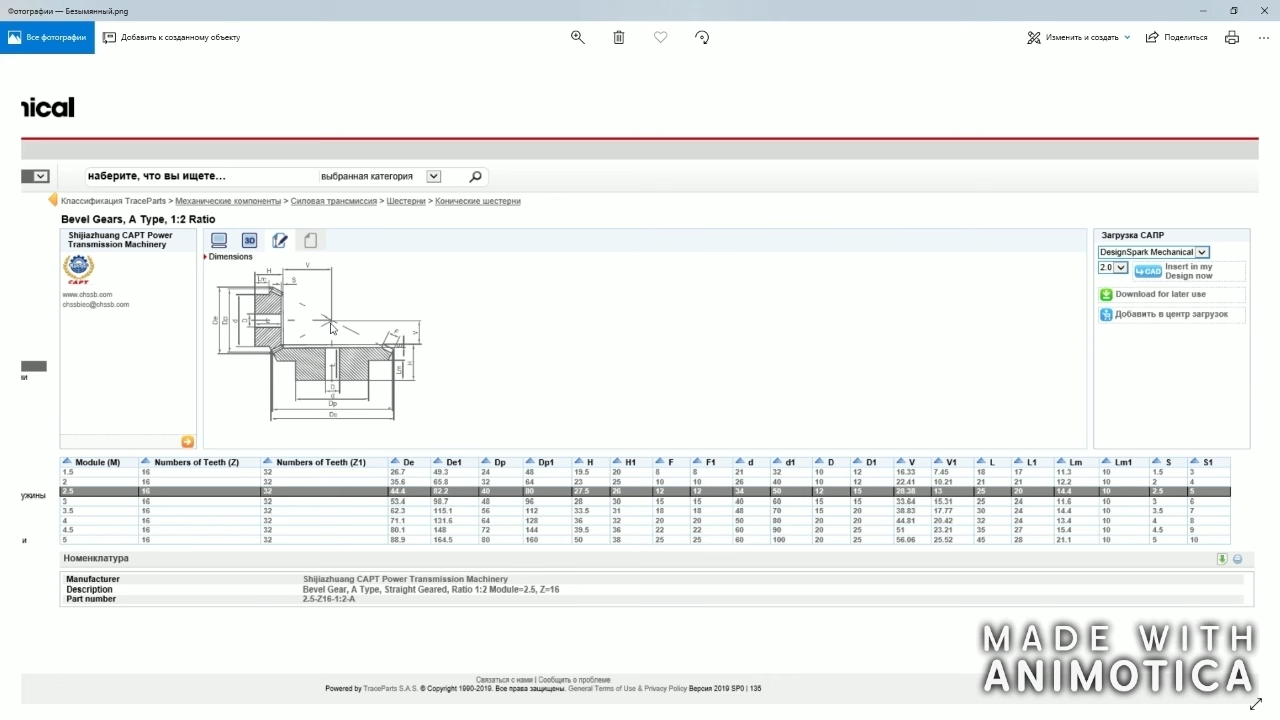 Фотографии — Безымянный.png
Все фотографии
Добавить к созданному объекту
Изменить и создать
Поделиться
nical
наберите, что вы ищете...
выбранная категория
Классификация TraceParts > Механические компоненты > Силовая трансмиссия > Шестерни > Конические шестерни
Bevel Gears, A Type, 1:2 Ratio
Shijiazhuang CAPT Power
Transmission Machinery
CAPT
www.chssb.com
chssbieo@chssb.com
3D
Dimensions
Загрузка САПР
DesignSpark Mechanical
2.0
CAD
Insert in my
Design now
Download for later use
Добавить в центр загрузок
ужины
и
Module (M) Numbers of Teeth (Z) Numbers of Teeth (Z1) De De1 Dp Dp1 H H1 F F1 d d1 D D1 V V1 L L1 Lm Lm1 S S1
1.5 16 32 26.7 49.3 24 48 19.5 20 8 8 21 32 10 12 16.33 7.45 18 17 11.3 10 1.5 3
2 16 32 35.6 65.8 32 64 23 25 10 10 26 40 10 12 22.41 10.21 21 21 12.2 10 2 4
2.5 16 32 44.4 82.2 40 80 27.5 26 12 12 34 50 12 15 28.38 13 25 20 14.4 10 2.5 5
3 16 32 53.4 98.7 48 96 28 30 15 15 40 60 15 15 33.64 15.31 25 24 11.6 10 3 6
3.5 16 32 62.3 115.1 56 112 33.5 31 18 18 48 70 15 20 38.83 17.77 30 24 14.4 10 3.5 7
4 16 32 71.1 131.6 64 128 36 32 20 20 50 80 20 20 44.81 20.42 32 24 13.4 10 4 8
4.5 16 32 80.1 148 72 144 39.5 36 22 22 60 90 20 25 51 23.21 35 27 15.4 10 4.5 9
5 16 32 88.9 164.5 80 160 50 38 25 25 60 100 20 25 56.06 25.52 45 28 21.1 10 5 10
Номенклатура
Manufacturer Shijiazhuang CAPT Power Transmission Machinery
Description Bevel Gear, A Type, Straight Geared, Ratio 1:2 Module=2.5, Z=16
Part number 2.5-Z16-1:2-A
MADE WITH
ANIMOTICA
Связаться с нами | Сообщить о проблеме
Powered by TraceParts S.A.S. © Copyright 1990-2019. Все права защищены. General Terms of Use & Privacy Policy Версия 2019 SP0 | 135